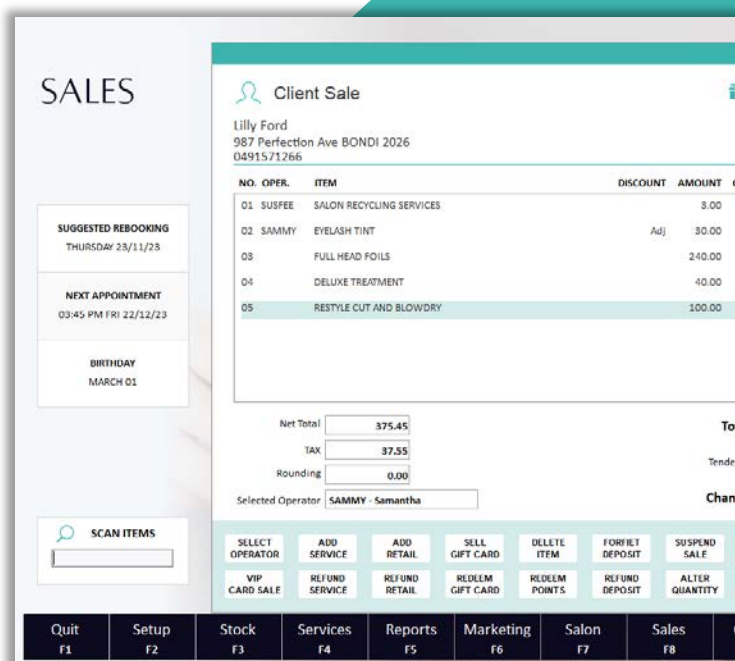 SALES
Client Sale
Lilly Ford
987 Perfection Ave BONDI 2026
0491571266
NO. OPER. ITEM DISCOUNT AMOUNT
01 SUSFEE SALON RECYCLING SERVICES 3.00
02 SAMMY EYELASH TINT Adj 30.00
03 FULL HEAD FOILS 240.00
04 DELUXE TREATMENT 40.00
05 RESTYLE CUT AND BLOWDRY 100.00
SUGGESTED REBOOKING
THURSDAY 23/11/23
NEXT APPOINTMENT
03:45 PM FRI 22/12/23
BIRTHDAY
MARCH 01
Net Total 375.45
TAX 37.55
Rounding 0.00
Selected Operator SAMMY - Samantha
To
Tende
Chan
SCAN ITEMS
SELECT OPERATOR
ADD SERVICE
ADD RETAIL
SELL GIFT CARD
DELETE ITEM
FORFIET DEPOSIT
SUSPEND SALE
VIP CARD SALE
REFUND SERVICE
REFUND RETAIL
REDEEM GIFT CARD
REDEEM POINTS
REFUND DEPOSIT
ALTER QUANTITY
Quit Setup Stock Services Reports Marketing Salon Sales
F1 F2 F3 F4 F5 F6 F7 F8